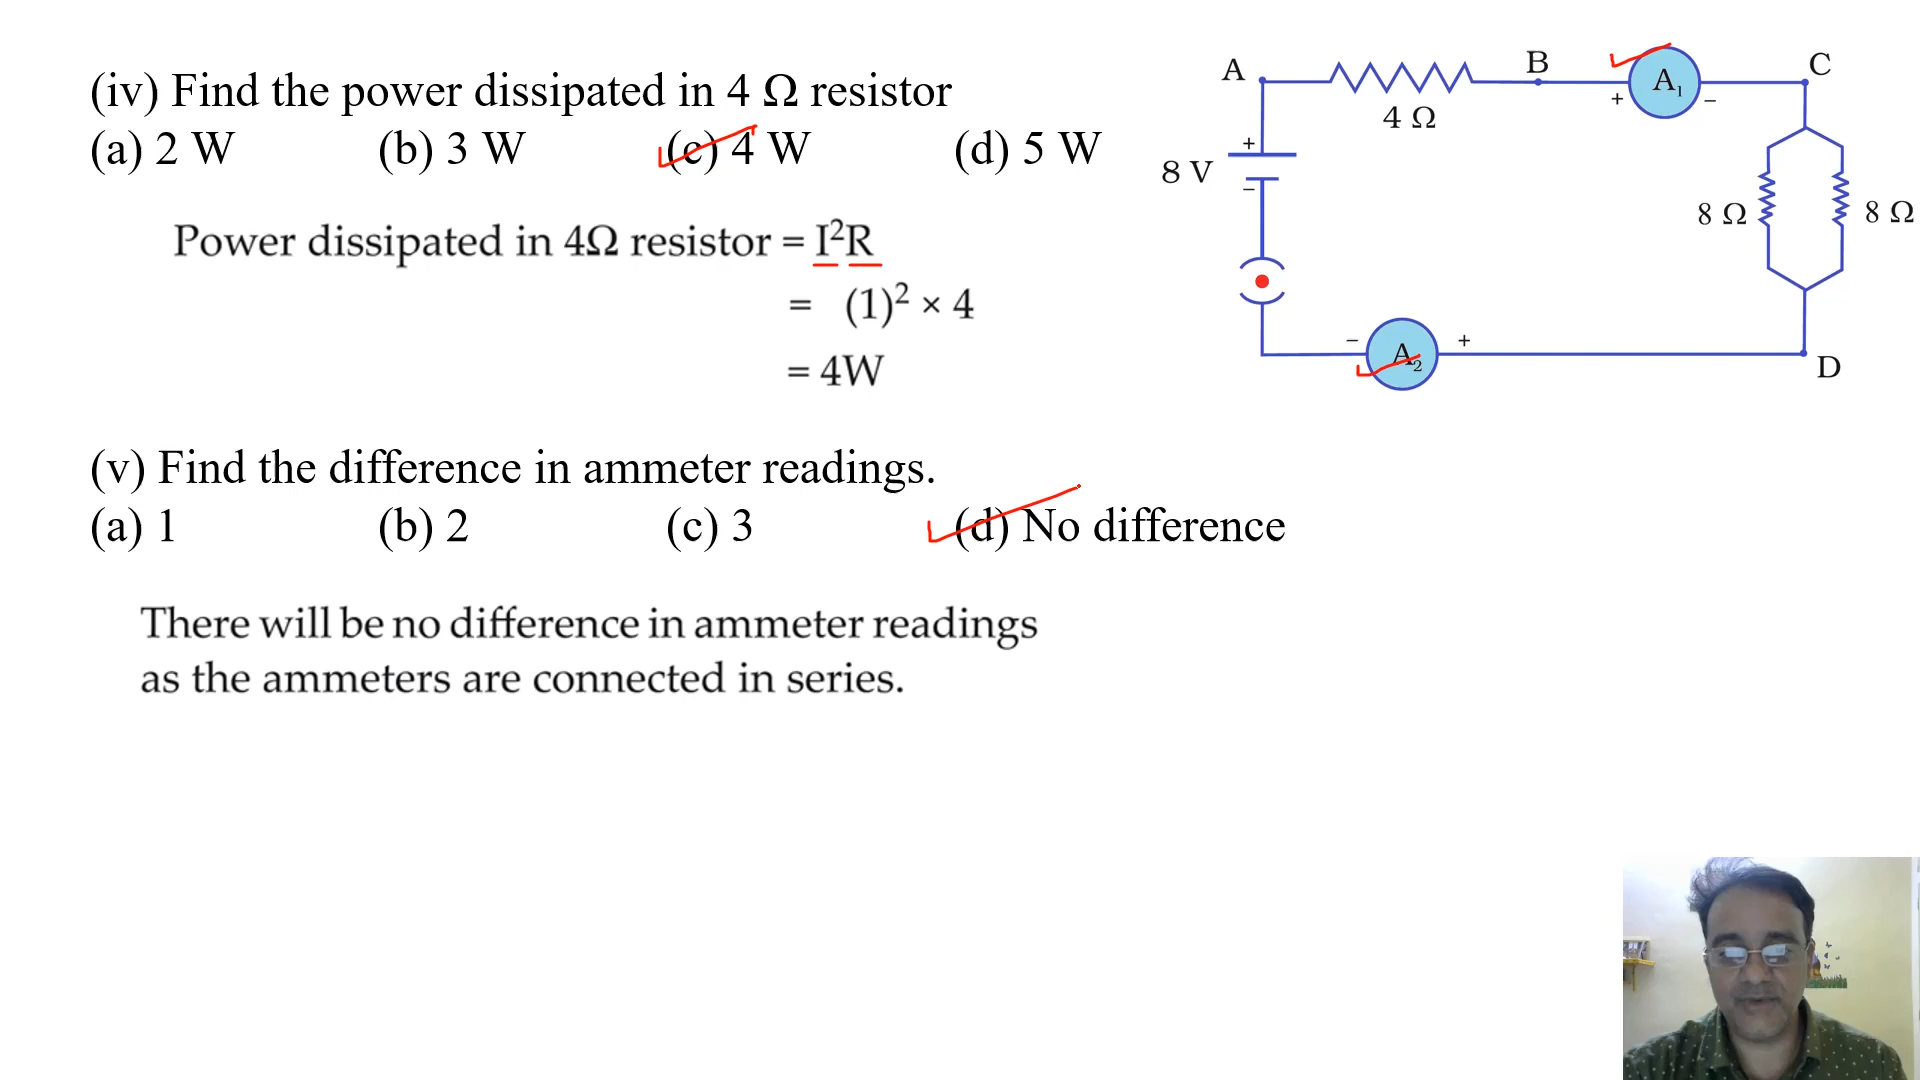 (iv) Find the power dissipated in 4 Ω resistor
(a) 2 W (b) 3 W (c) 4 W (d) 5 W
Power dissipated in 4Ω resistor = I²R
= (1)² × 4
= 4W
(v) Find the difference in ammeter readings.
(a) 1 (b) 2 (c) 3 (d) No difference
There will be no difference in ammeter readings
as the ammeters are connected in series.
A B A₁ C
+ −
4 Ω
+
8 V
−
8 Ω 8 Ω
− A₂ +
D